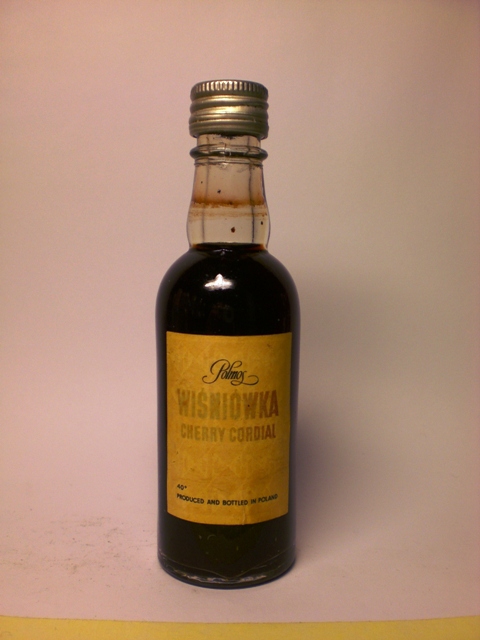 Polmos
WIŚNIÓWKA
CHERRY CORDIAL
40°
PRODUCED AND BOTTLED IN POLAND